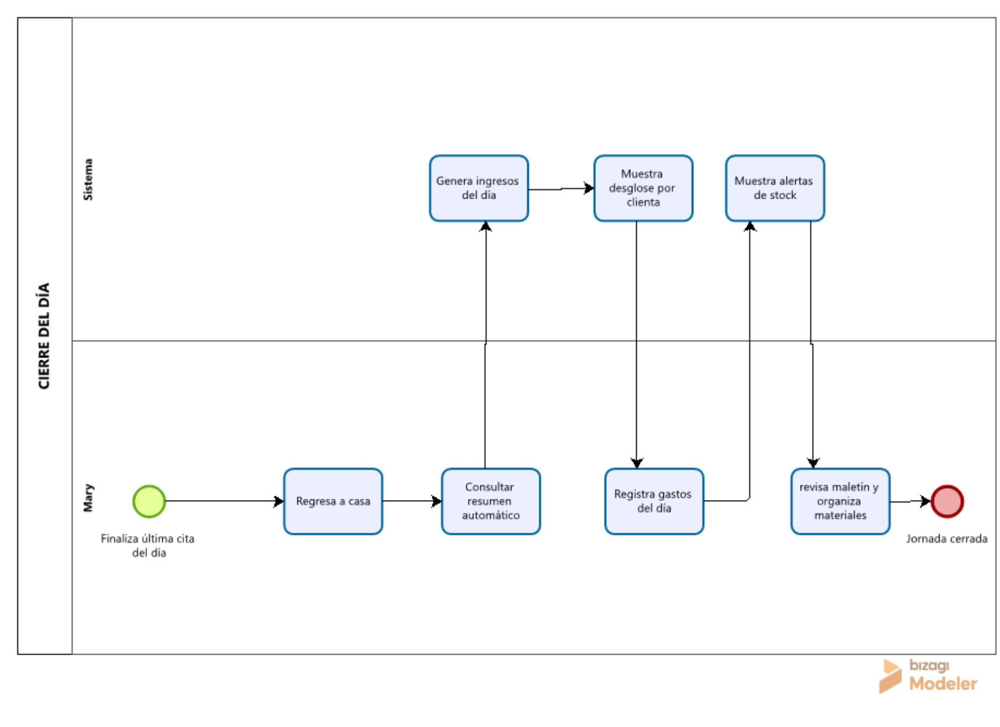 CIERRE DEL DÍA
Sistema
Genera ingresos
del día
Muestra
desglose por
clienta
Muestra alertas
de stock
Mary
Finaliza última cita
del día
Regresa a casa
Consultar
resumen
automático
Registra gastos
del día
revisa maletín y
organiza
materiales
Jornada cerrada
bizagi
Modeler